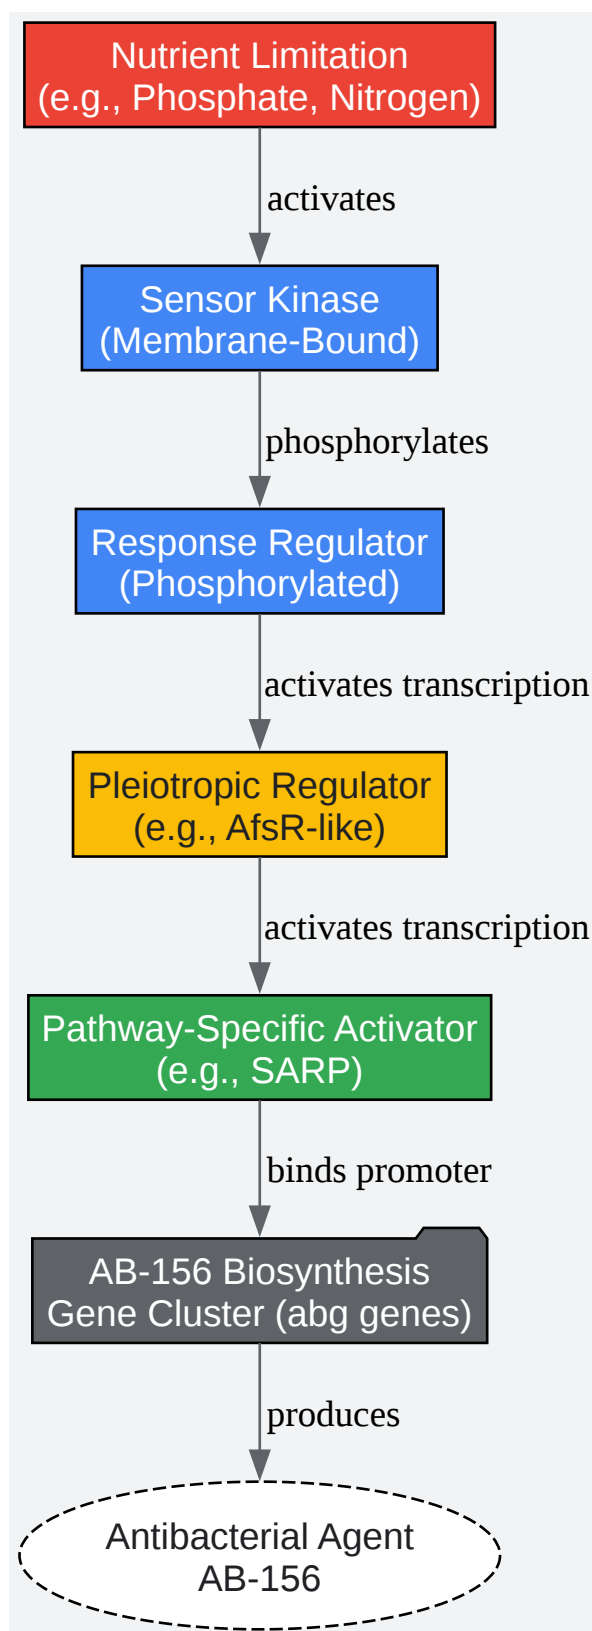 Nutrient Limitation
(e.g., Phosphate, Nitrogen)
activates
Sensor Kinase
(Membrane-Bound)
phosphorylates
Response Regulator
(Phosphorylated)
activates transcription
Pleiotropic Regulator
(e.g., AfsR-like)
activates transcription
Pathway-Specific Activator
(e.g., SARP)
binds promoter
AB-156 Biosynthesis
Gene Cluster (abg genes)
produces
Antibacterial Agent
AB-156